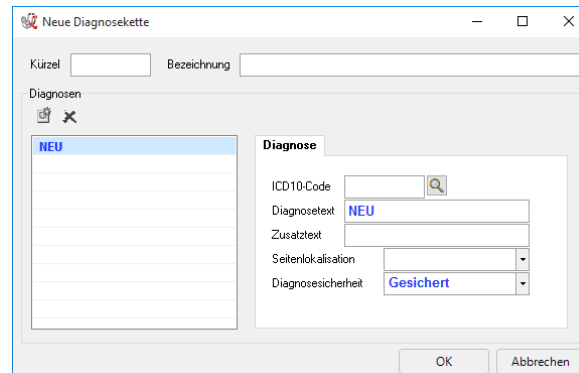 Neue Diagnosekette
Kürzel Bezeichnung
Diagnosen
NEU
Diagnose
ICD10-Code
Diagnosetext NEU
Zusatztext
Seitenlokalisation
Diagnosesicherheit Gesichert
OK Abbrechen